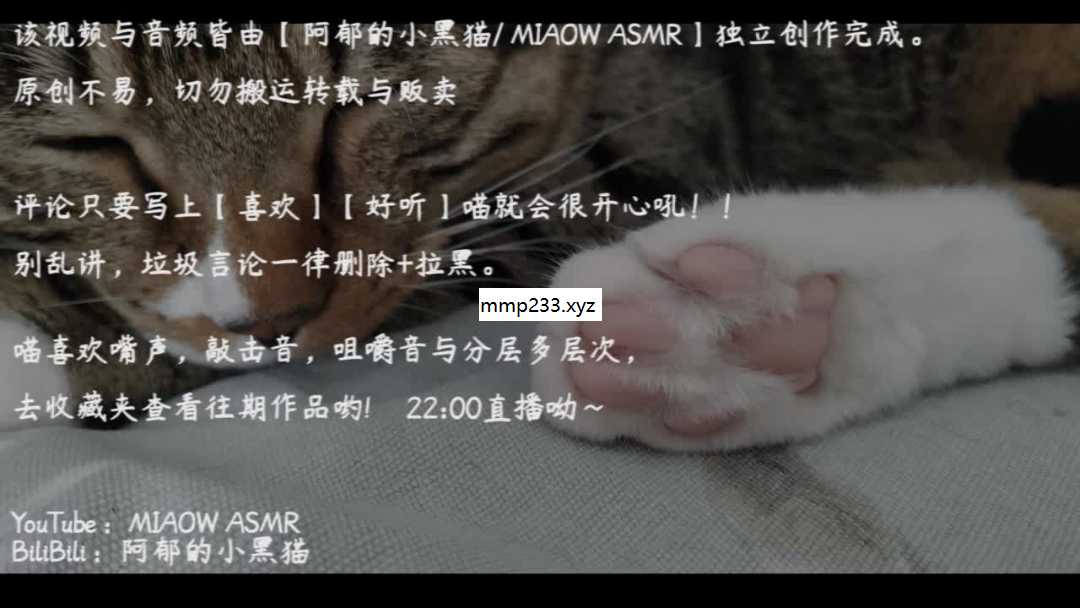 该视频与音频皆由【阿郁的小黑猫/MIAOW ASMR】独立创作完成。
原创不易，切勿搬运转载与贩卖
评论只要写上【喜欢】【好听】喵就会很开心吼！！
别乱讲，垃圾言论一律删除+拉黑。
mmp233.xyz
喵喜欢嘴声，敲击音，咀嚼音与分层多层次，
去收藏夹查看往期作品哟! 22:00直播呦～
YouTube：MIAOW ASMR
BiliBili：阿郁的小黑猫